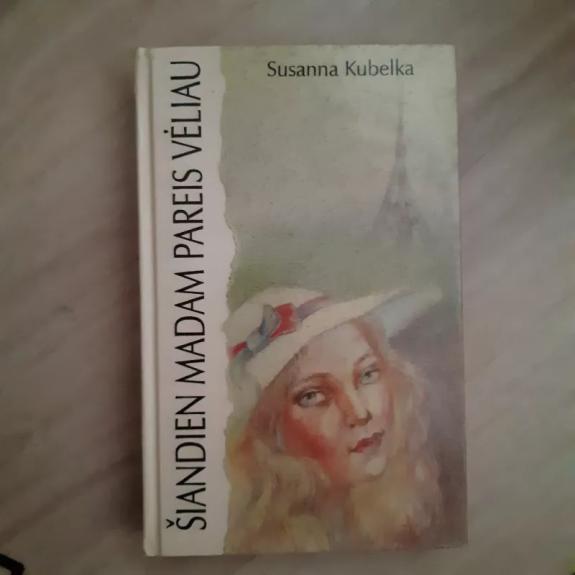 Susanna Kubelka
ŠIANDIEN MADAM PAREIS VĖLIAU